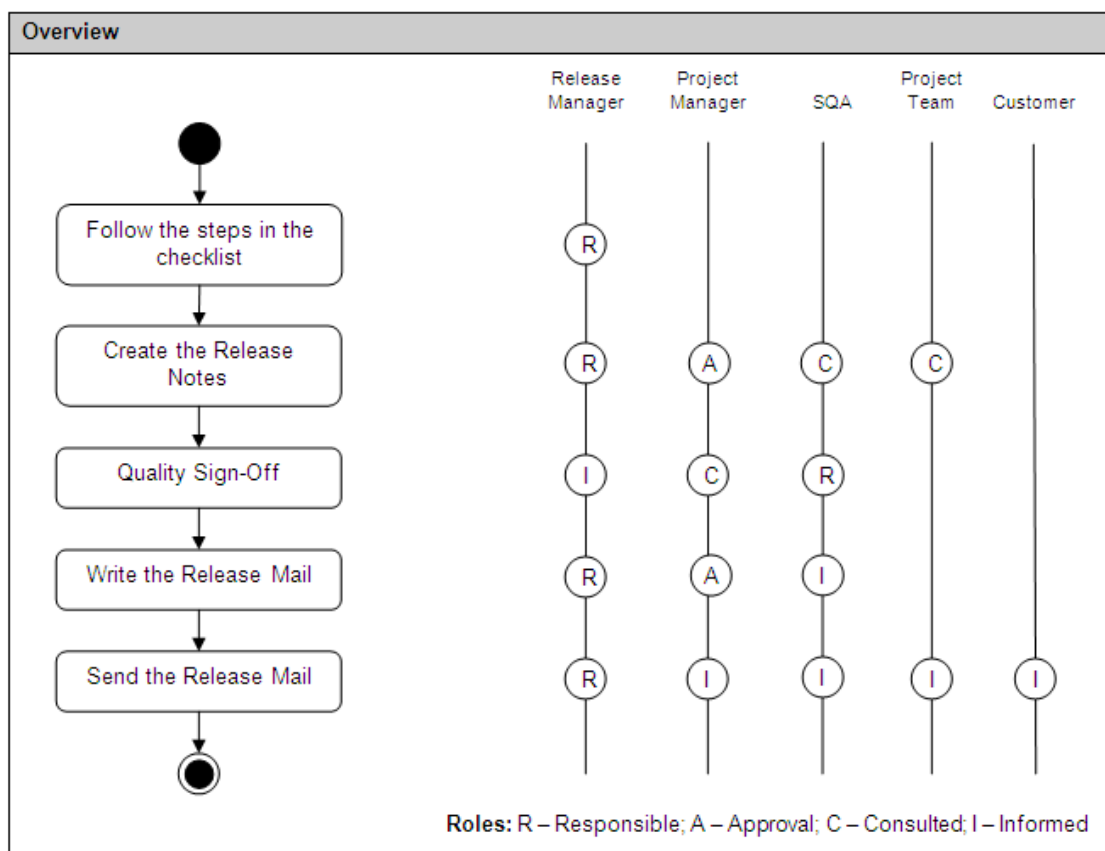 Overview
Release
Manager
Project
Manager
SQA
Project
Team
Customer
Follow the steps in the
checklist
R
Create the Release
Notes
R A C C
Quality Sign-Off
I C R
Write the Release Mail
R A I
Send the Release Mail
R I I I I
Roles: R – Responsible; A – Approval; C – Consulted; I – Informed